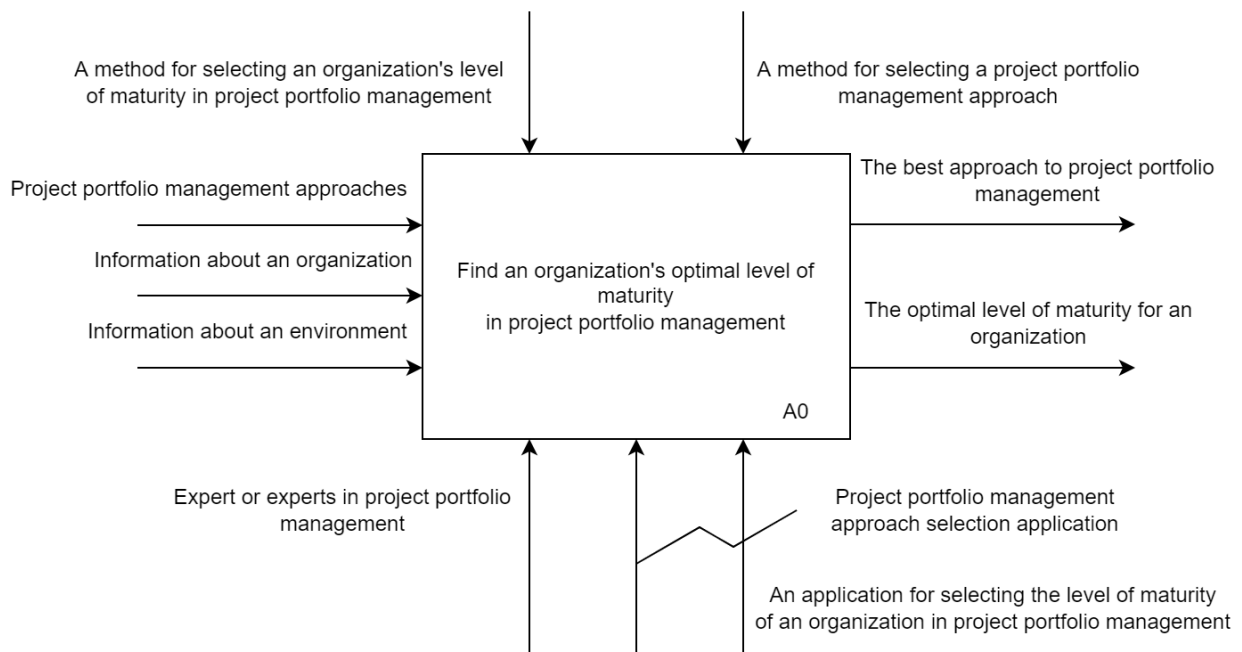 A method for selecting an organization's level
of maturity in project portfolio management
A method for selecting a project portfolio
management approach
Project portfolio management approaches
Information about an organization
Information about an environment
Find an organization's optimal level of
maturity
in project portfolio management
A0
The best approach to project portfolio
management
The optimal level of maturity for an
organization
Expert or experts in project portfolio
management
Project portfolio management
approach selection application
An application for selecting the level of maturity
of an organization in project portfolio management